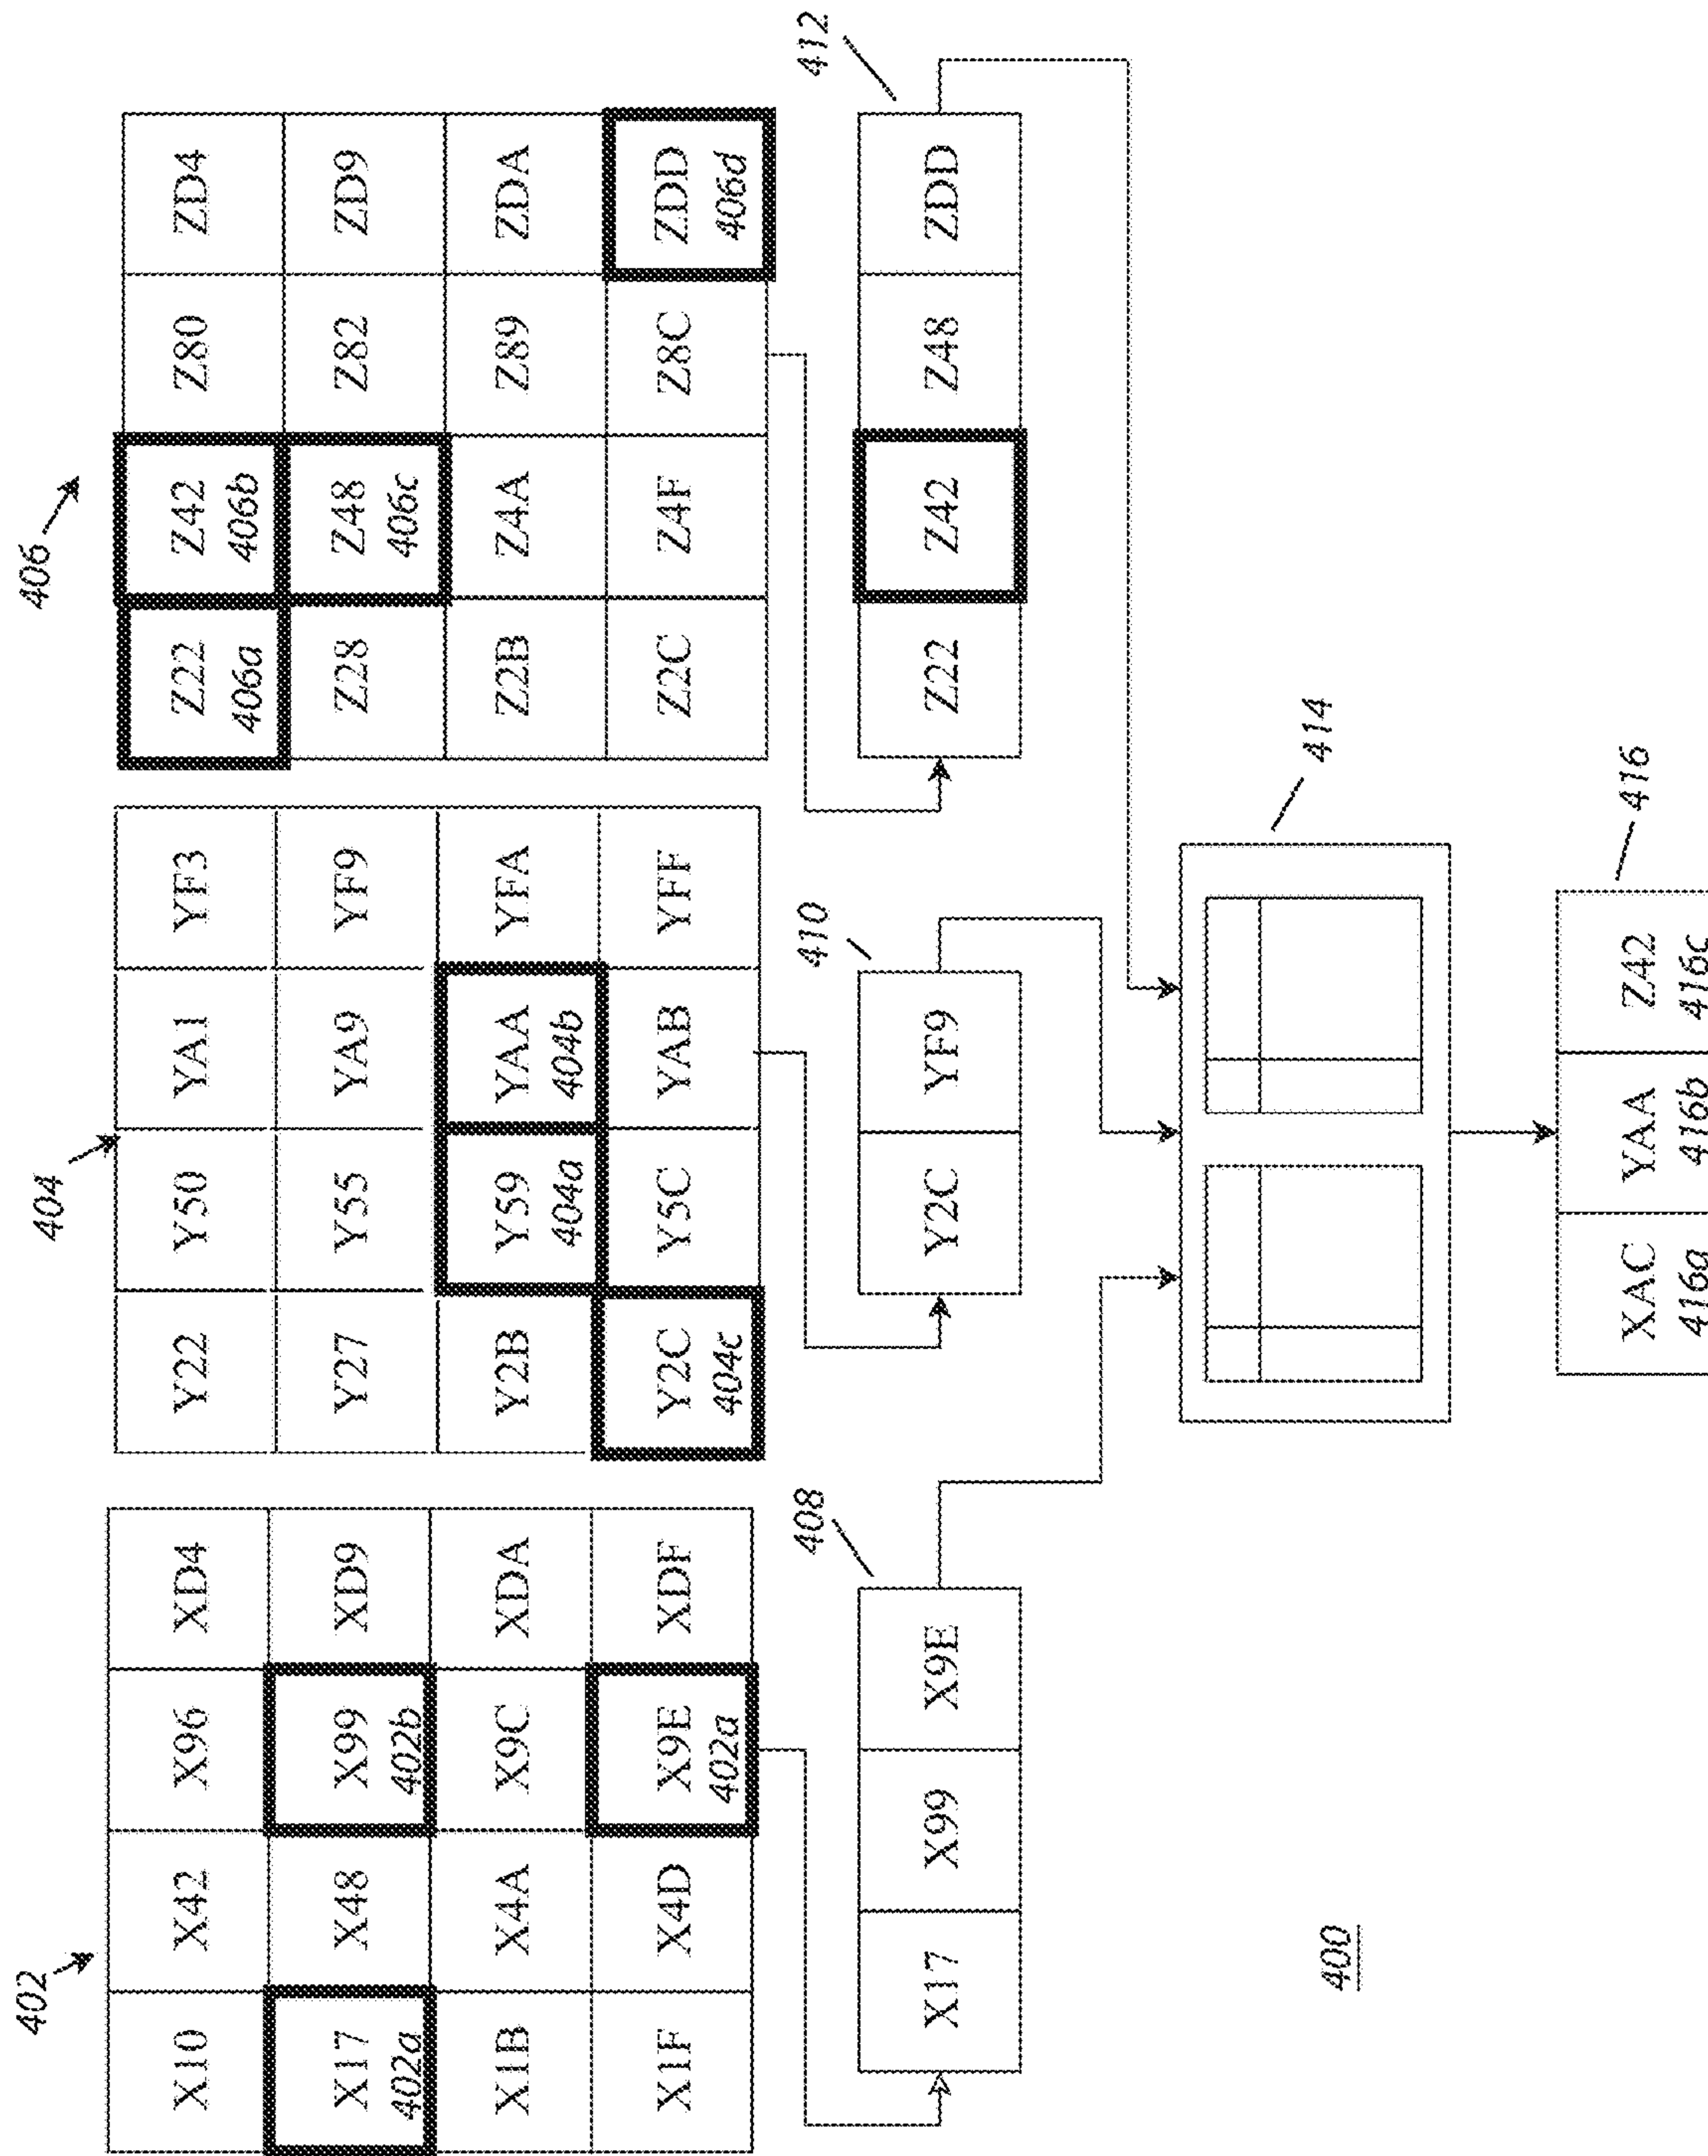 402
X10 X42 X96 XD4
X17 X48 X99 XD9
402a 402b
X1B X4A X9C XDA
X1F X4D X9E XDF
402a
404
Y22 Y50 YA1 YF3
Y27 Y55 YA9 YF9
Y2B Y59 YAA YFA
404a 404b
Y2C Y5C YAB YFF
404c
406
Z22 Z42 Z80 ZD4
406a 406b
Z28 Z48 Z82 ZD9
406c
Z2B Z4A Z89 ZDA
Z2C Z4F Z8C ZDD
406d
408
X17 X99 X9E
410
Y2C YF9
412
Z22 Z42 Z48 ZDD
414
416
XAC YAA Z42
416a 416b 416c
400